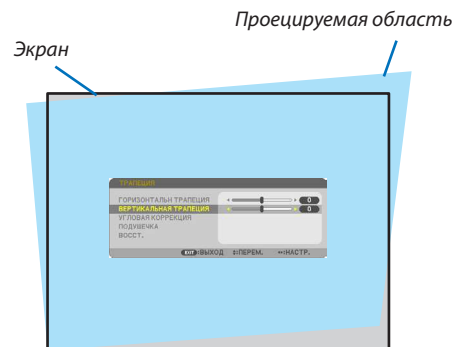 Проецируемая область
Экран
ТРАПЕЦИЯ
ГОРИЗОНТАЛЬН ТРАПЕЦИЯ 0
ВЕРТИКАЛЬНАЯ ТРАПЕЦИЯ 0
УГЛОВАЯ КОРРЕКЦИЯ
ПОДУШЕЧКА
ВОССТ.
EXIT :ВЫХОД ↕:ПЕРЕМ. ↔:НАСТР.